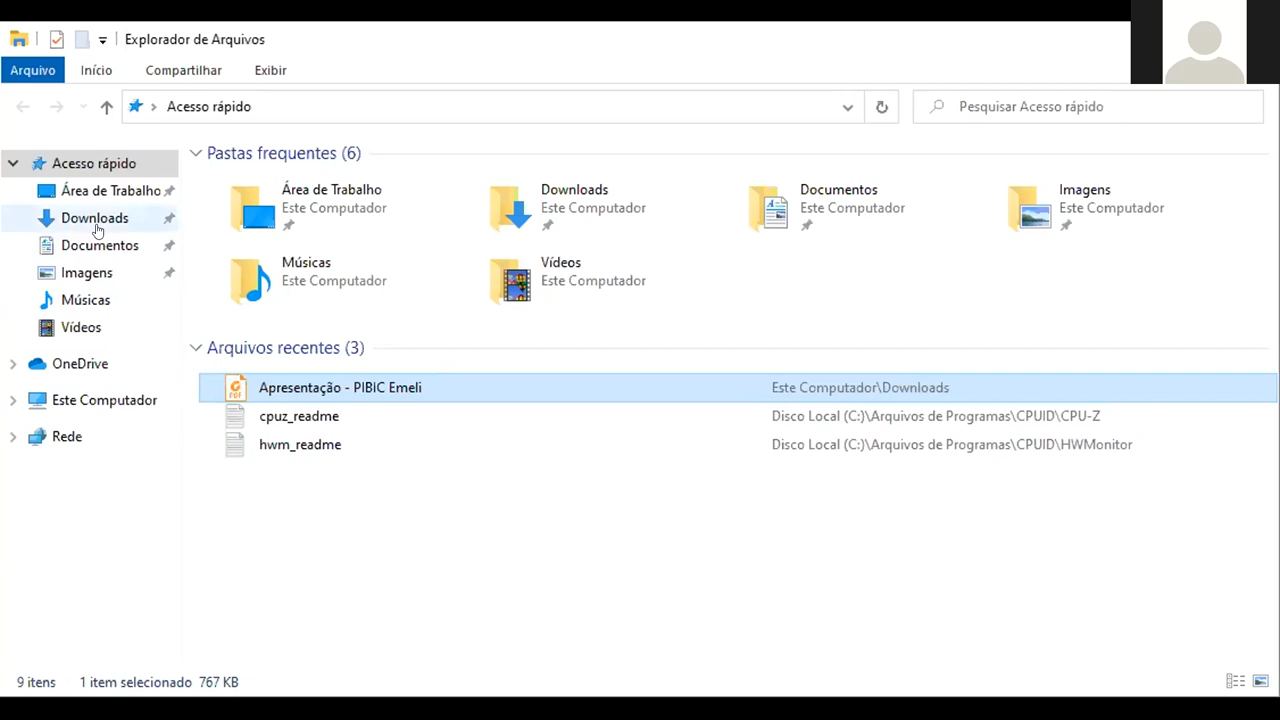 Explorador de Arquivos
Arquivo Início Compartilhar Exibir
Acesso rápido
Pesquisar Acesso rápido
Acesso rápido
Área de Trabalho
Downloads
Documentos
Imagens
Músicas
Vídeos
OneDrive
Este Computador
Rede
Pastas frequentes (6)
Área de Trabalho
Este Computador
Downloads
Este Computador
Documentos
Este Computador
Imagens
Este Computador
Músicas
Este Computador
Vídeos
Este Computador
Arquivos recentes (3)
PDF
Apresentação - PIBIC Emeli Este Computador\Downloads
cpuz_readme Disco Local (C:)\Arquivos de Programas\CPUID\CPU-Z
hwm_readme Disco Local (C:)\Arquivos de Programas\CPUID\HWMonitor
9 itens 1 item selecionado 767 KB